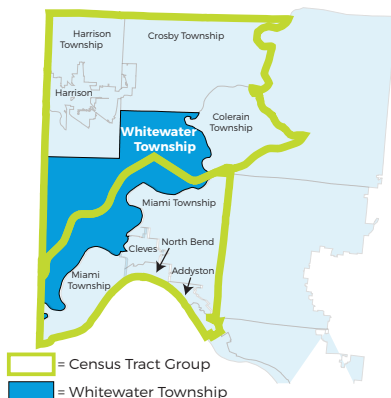 Harrison
Township
Crosby Township
Harrison
Colerain
Township
Whitewater
Township
Miami Township
North Bend
Cleves
Addyston
Miami
Township
= Census Tract Group
= Whitewater Township